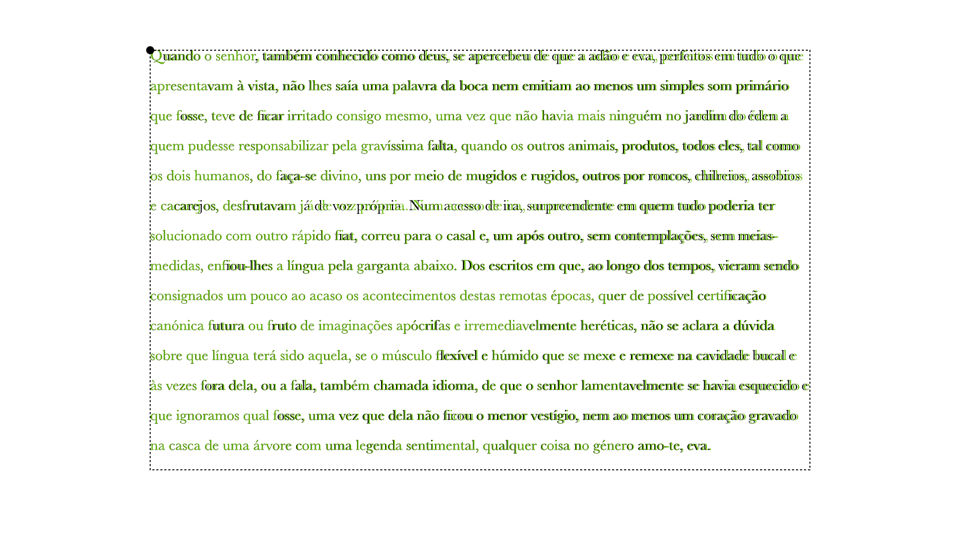 Quando o senhor, também conhecido como deus, se apercebeu de que a adão e eva, perfeitos em tudo o que
apresentavam à vista, não lhes saía uma palavra da boca nem emitiam ao menos um simples som primário
que fosse, teve de ficar irritado consigo mesmo, uma vez que não havia mais ninguém no jardim do éden a
quem pudesse responsabilizar pela gravíssima falta, quando os outros animais, produtos, todos eles, tal como
os dois humanos, do faça-se divino, uns por meio de mugidos e rugidos, outros por roncos, chilreios, assobios
e cacarejos, desfrutavam já de voz própria. Num acesso de ira, surpreendente em quem tudo poderia ter
solucionado com outro rápido fiat, correu para o casal e, um após outro, sem contemplações, sem meias-
medidas, enfiou-lhes a língua pela garganta abaixo. Dos escritos em que, ao longo dos tempos, vieram sendo
consignados um pouco ao acaso os acontecimentos destas remotas épocas, quer de possível certificação
canónica futura ou fruto de imaginações apócrifas e irremediavelmente heréticas, não se aclara a dúvida
sobre que língua terá sido aquela, se o músculo flexível e húmido que se mexe e remexe na cavidade bucal e
às vezes fora dela, ou a fala, também chamada idioma, de que o senhor lamentavelmente se havia esquecido e
que ignoramos qual fosse, uma vez que dela não ficou o menor vestígio, nem ao menos um coração gravado
na casca de uma árvore com uma legenda sentimental, qualquer coisa no género amo-te, eva.